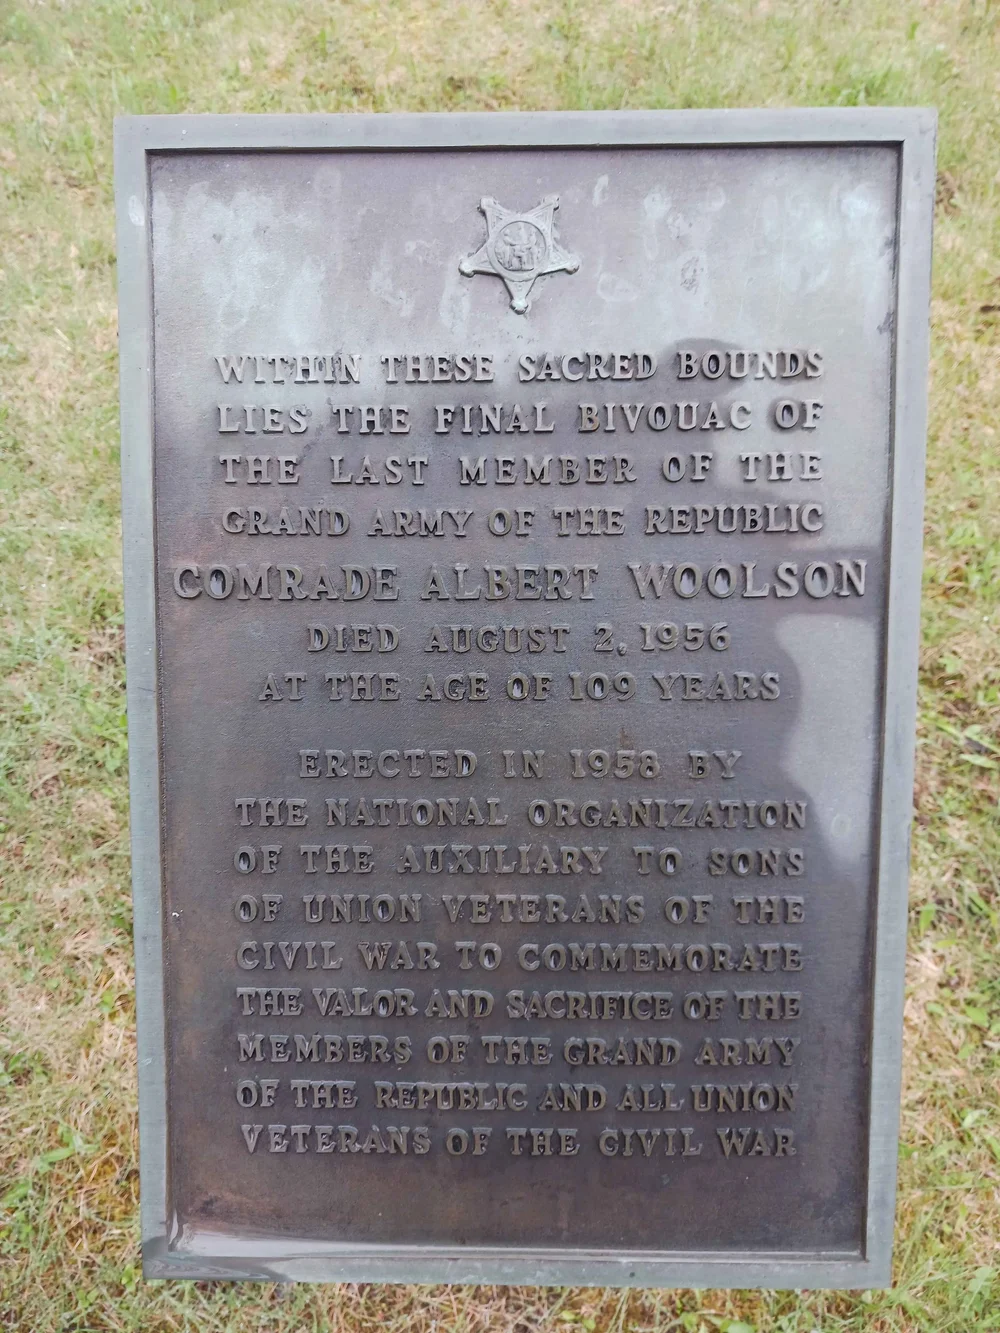 WITHIN THESE SACRED BOUNDS
LIES THE FINAL BIVOUAC OF
THE LAST MEMBER OF THE
GRAND ARMY OF THE REPUBLIC
COMRADE ALBERT WOOLSON
DIED AUGUST 2, 1956
AT THE AGE OF 109 YEARS
ERECTED IN 1958 BY
THE NATIONAL ORGANIZATION
OF THE AUXILIARY TO SONS
OF UNION VETERANS OF THE
CIVIL WAR TO COMMEMORATE
THE VALOR AND SACRIFICE OF THE
MEMBERS OF THE GRAND ARMY
OF THE REPUBLIC AND ALL UNION
VETERANS OF THE CIVIL WAR